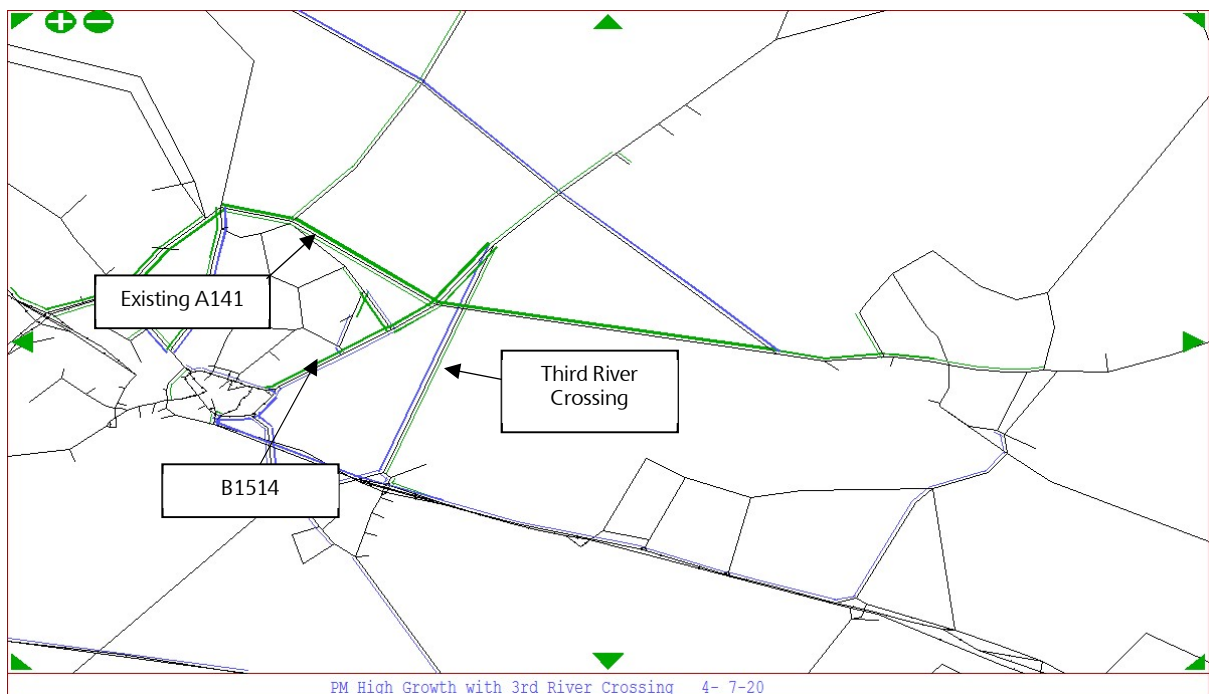 Existing A141
Third River
Crossing
B1514
PM High Growth with 3rd River Crossing 4- 7-20